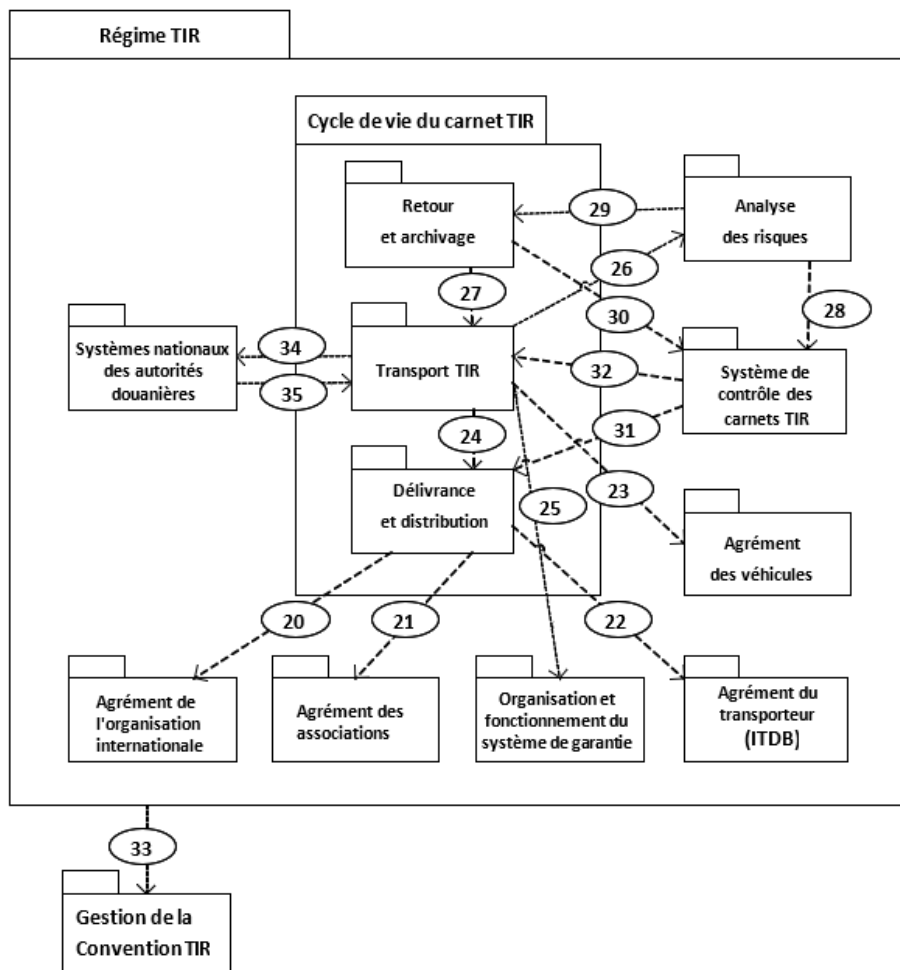 Régime TIR
Cycle de vie du carnet TIR
Retour
et archivage
29
Analyse
des risques
26
27
30
28
Systèmes nationaux
des autorités
douanières
34
35
Transport TIR
32
Système de
contrôle des
carnets TIR
24
31
Délivrance
et distribution
25
23
Agrément
des véhicules
20
21
22
Agrément de
l'organisation
internationale
Agrément des
associations
Organisation et
fonctionnement du
système de garantie
Agrément du
transporteur
(ITDB)
33
Gestion de la
Convention TIR